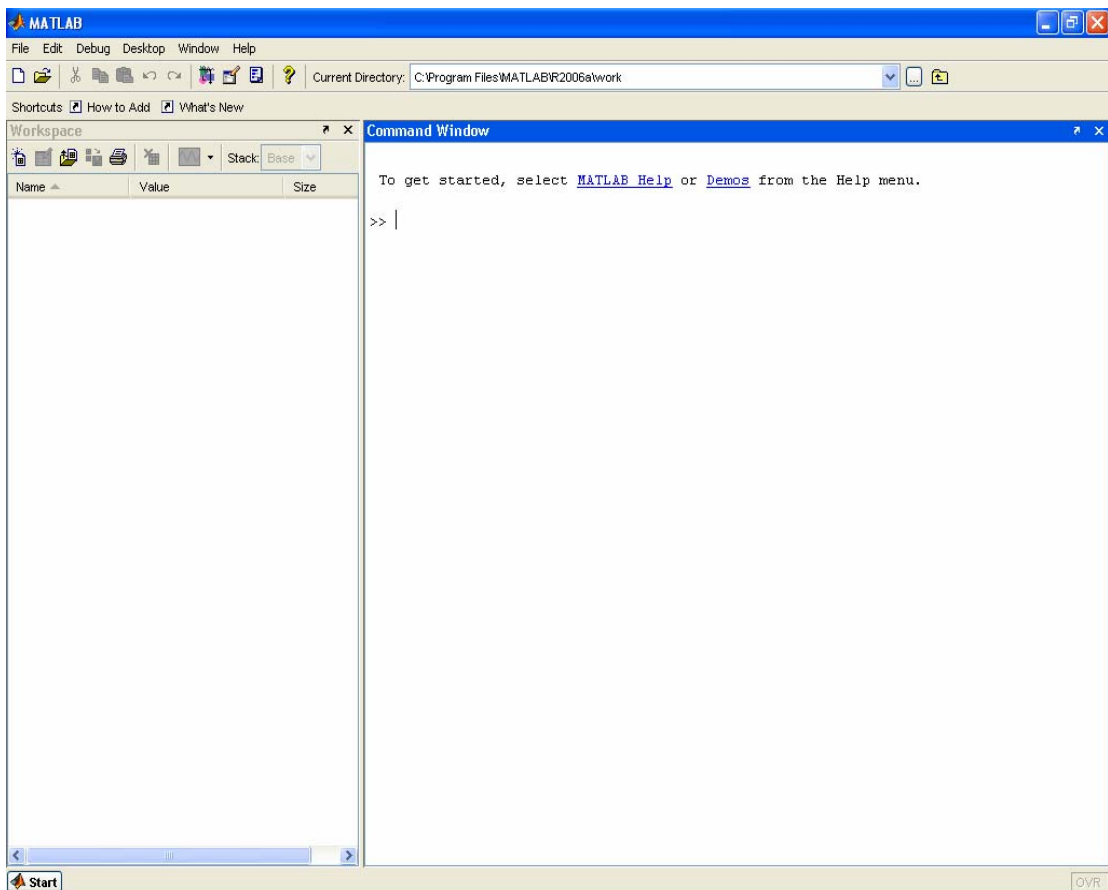 MATLAB
File Edit Debug Desktop Window Help
Current Directory: C:\Program Files\MATLAB\R2006a\work
Shortcuts How to Add What's New
Workspace
Stack: Base
Name Value Size
Command Window
To get started, select MATLAB Help or Demos from the Help menu.
>>
Start
OVR